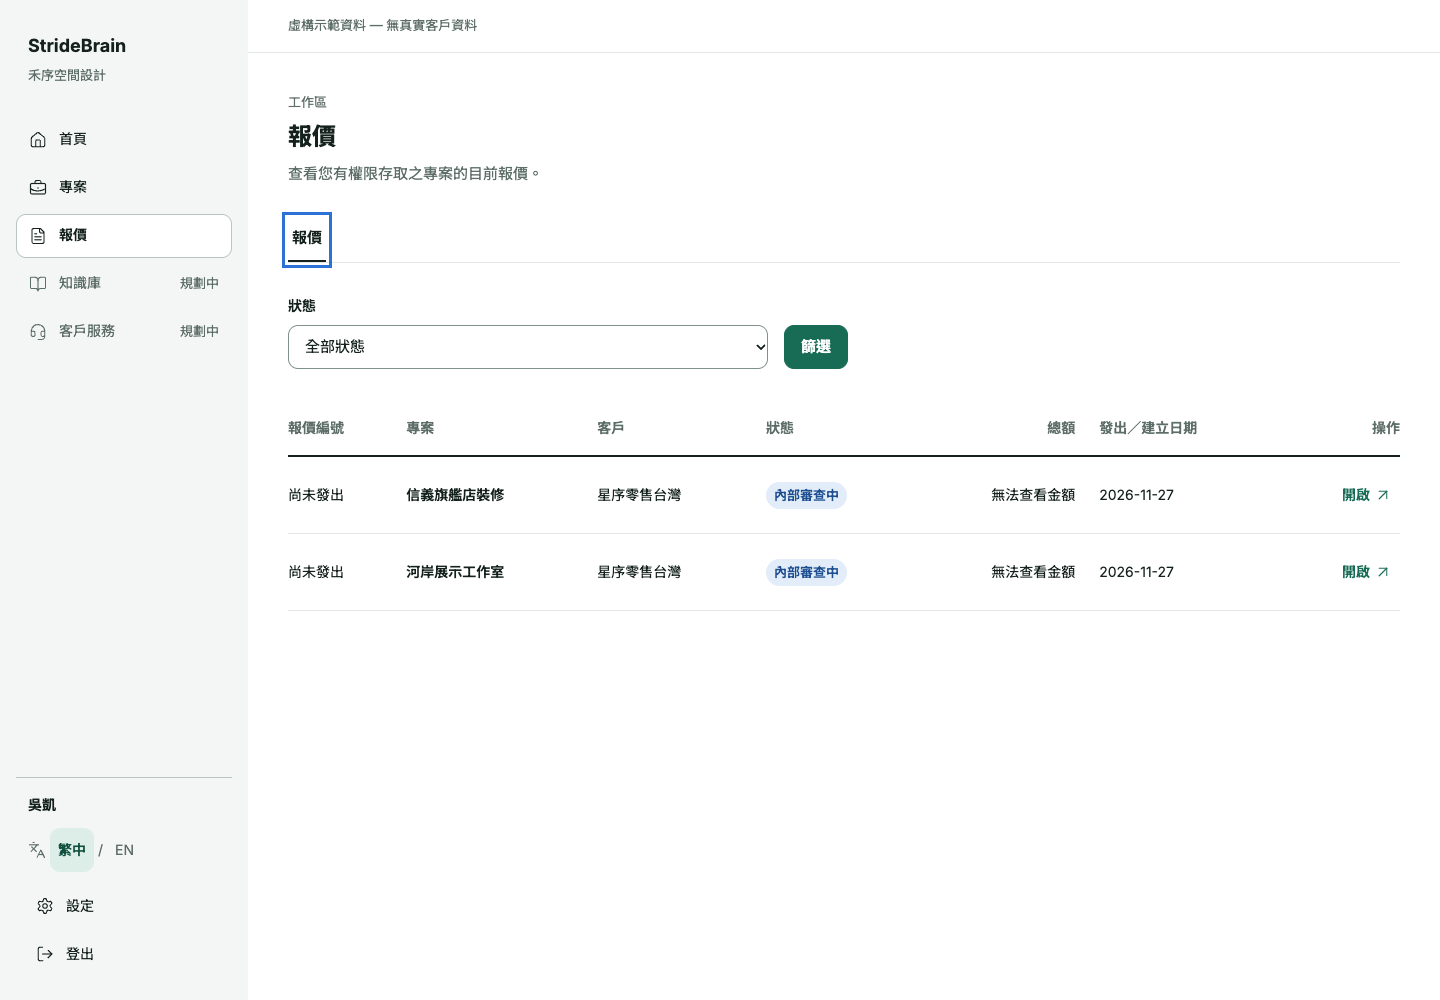 StrideBrain
禾序空間設計
首頁
專案
報價
知識庫 規劃中
客戶服務 規劃中
吳凱
繁中 / EN
設定
登出
虛構示範資料 — 無真實客戶資料
工作區
報價
查看您有權限存取之專案的目前報價。
報價
狀態
全部狀態 篩選
報價編號 專案 客戶 狀態 總額 發出／建立日期 操作
尚未發出 信義旗艦店裝修 星序零售台灣 內部審查中 無法查看金額 2026-11-27 開啟
尚未發出 河岸展示工作室 星序零售台灣 內部審查中 無法查看金額 2026-11-27 開啟